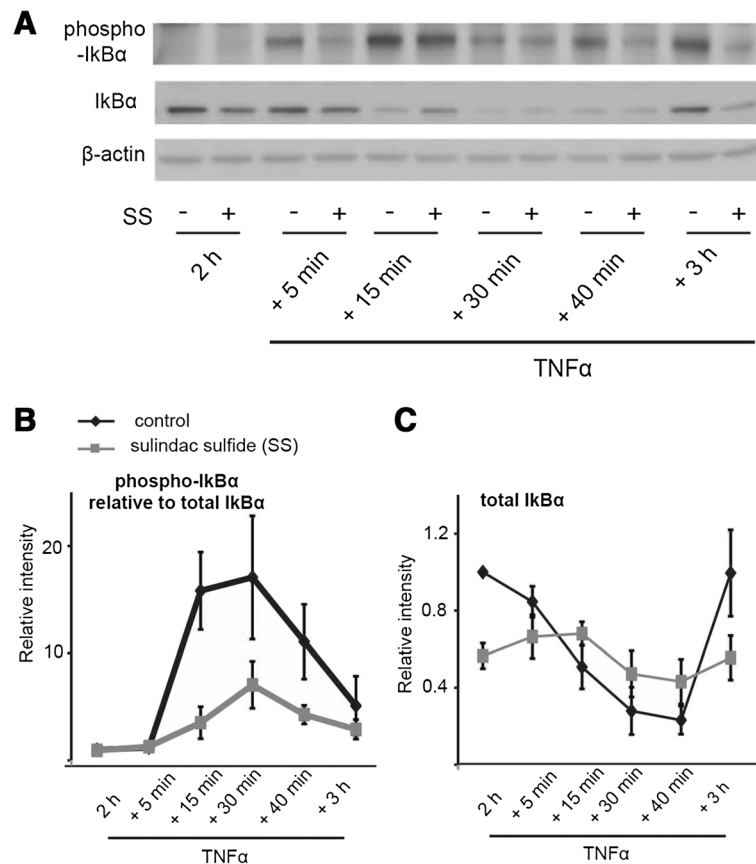 A
phospho
-IkBα
IkBα
β-actin
SS - + - + - + - + - + - +
2 h + 5 min + 15 min + 30 min + 40 min + 3 h
TNFα
B
control
sulindac sulfide (SS)
phospho-IkBα
relative to total IkBα
Relative intensity
20
10
2 h + 5 min + 15 min + 30 min + 40 min + 3 h
TNFα
C
total IkBα
Relative intensity
1.2
0.8
0.4
2 h + 5 min + 15 min + 30 min + 40 min + 3 h
TNFα